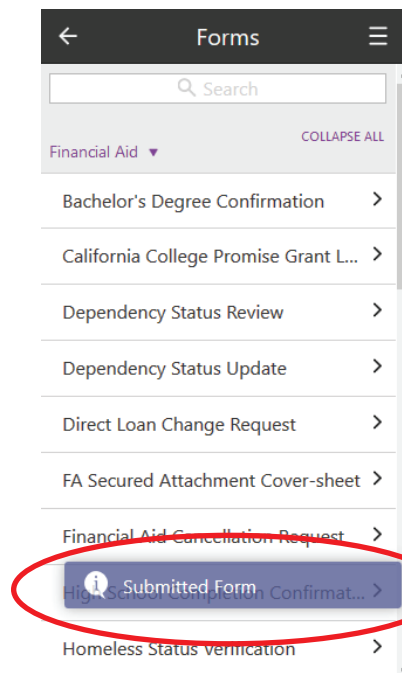 Forms
Search
COLLAPSE ALL
Financial Aid
Bachelor's Degree Confirmation
California College Promise Grant L...
Dependency Status Review
Dependency Status Update
Direct Loan Change Request
FA Secured Attachment Cover-sheet
Financial Aid Cancellation Request
Submitted Form
High School Completion Confirmat...
Homeless Status Verification